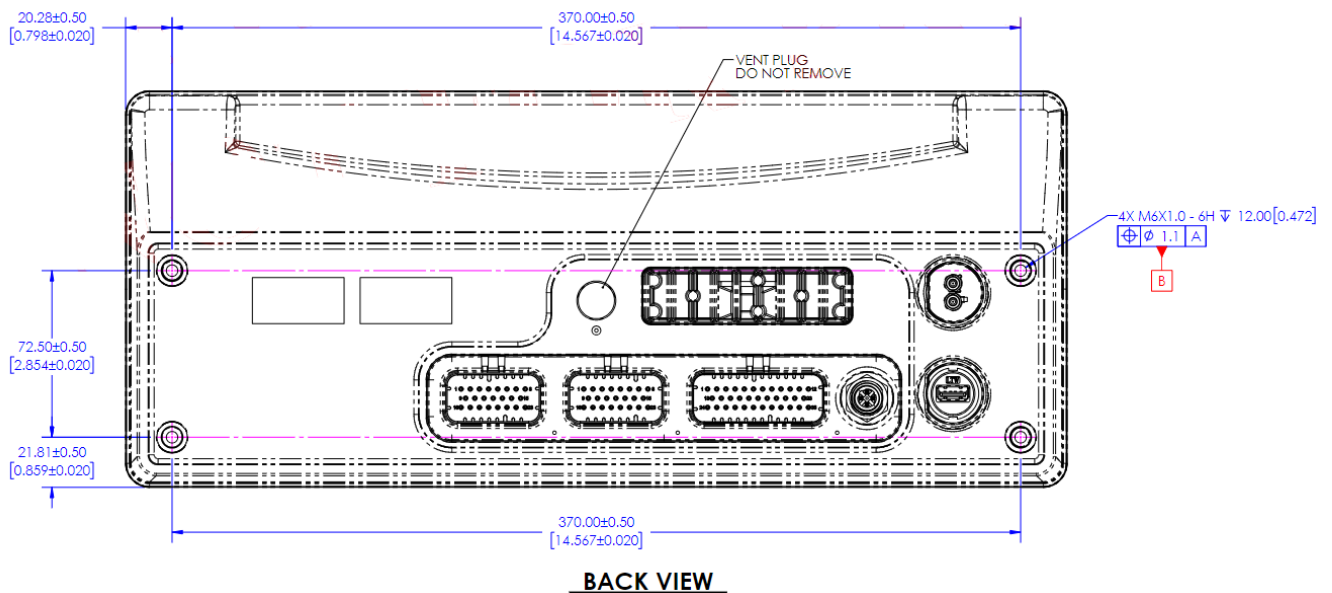 20.28±0.50
[0.798±0.020]
370.00±0.50
[14.567±0.020]
VENT PLUG
DO NOT REMOVE
4X M6X1.0 - 6H ↧ 12.00[0.472]
⌖ Ø 1.1 A
B
72.50±0.50
[2.854±0.020]
LTW
21.81±0.50
[0.859±0.020]
370.00±0.50
[14.567±0.020]
BACK VIEW